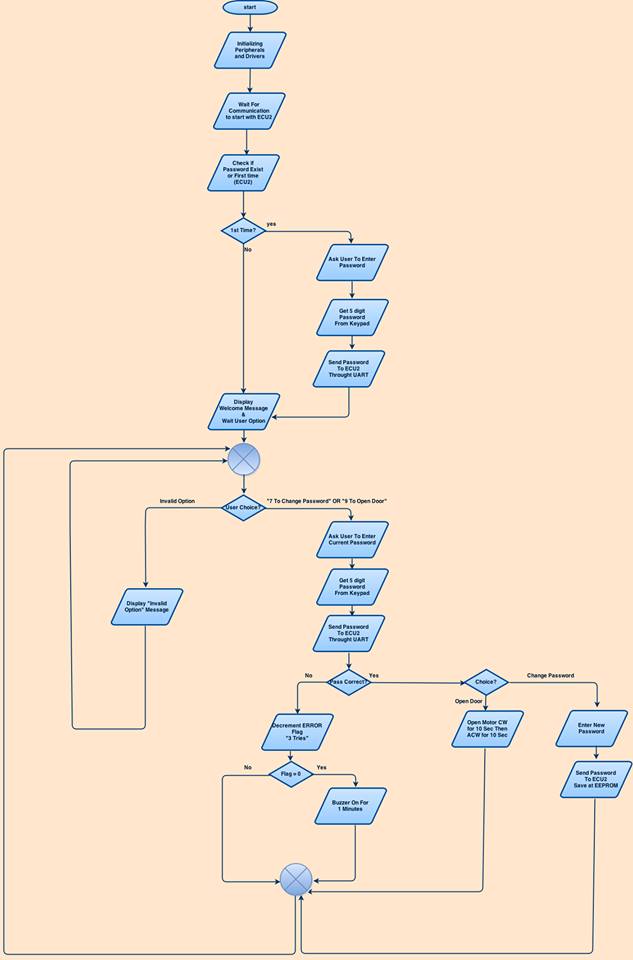 start
Initializing
Peripherals
and Drivers
Wait For
Communication
to start with ECU2
Check if
Password Exist
or First time
(ECU2)
1st Time?
yes
No
Ask User To Enter
Password
Get 5 digit
Password
From Keypad
Send Password
To ECU2
Throught UART
Display
Welcome Message
&
Wait User Option
Invalid Option
User Choice?
"7 To Change Password" OR "9 To Open Door"
Ask User To Enter
Current Password
Get 5 digit
Password
From Keypad
Display "Invalid
Option" Message
Send Password
To ECU2
Throught UART
No
Pass Correct?
Yes
Choice?
Change Password
Open Door
Decrement ERROR
Flag
"3 Tries"
Open Motor CW
for 10 Sec Then
ACW for 10 Sec
Enter New
Password
No
Flag = 0
Yes
Send Password
To ECU2
Save at EEPROM
Buzzer On For
1 Minutes